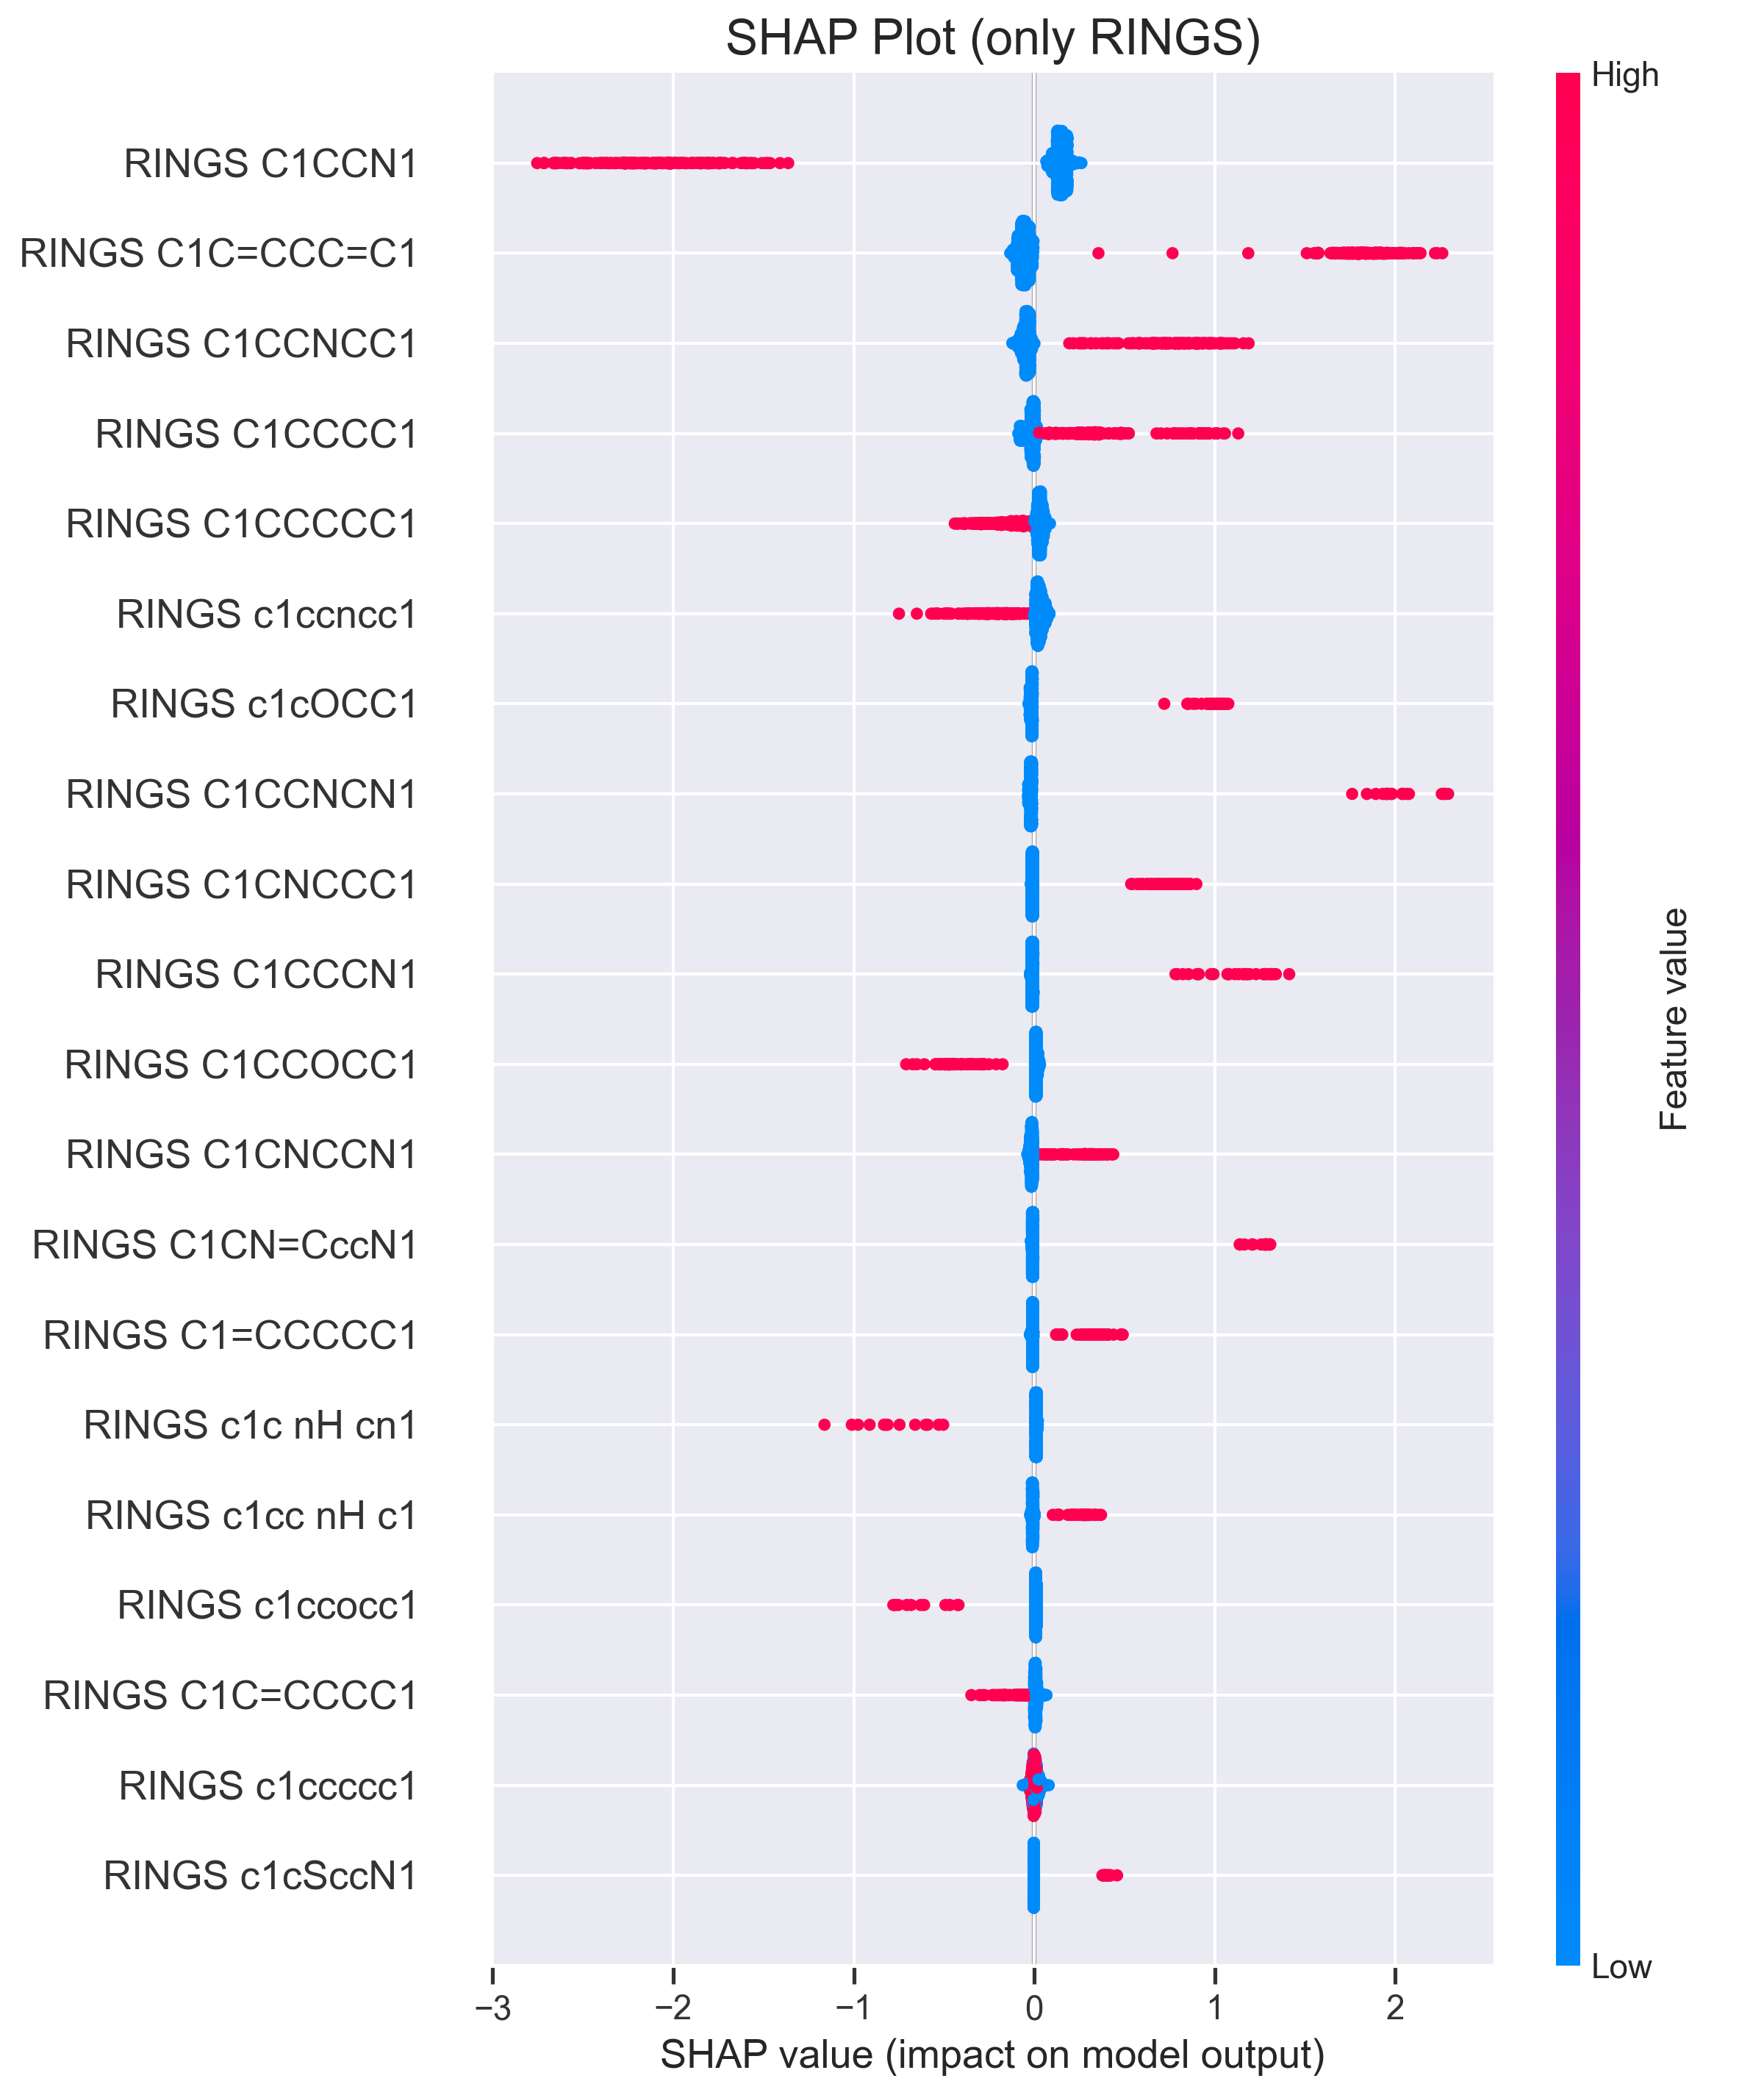 SHAP Plot (only RINGS)
High
RINGS C1CCN1
RINGS C1C=CCC=C1
RINGS C1CCNCC1
RINGS C1CCCC1
RINGS C1CCCCC1
RINGS c1ccncc1
RINGS c1cOCC1
RINGS C1CCNCN1
RINGS C1CNCCC1
RINGS C1CCCN1
RINGS C1CCOCC1
RINGS C1CNCCN1
RINGS C1CN=CccN1
RINGS C1=CCCCC1
RINGS c1c nH cn1
RINGS c1cc nH c1
RINGS c1ccocc1
RINGS C1C=CCCC1
RINGS c1ccccc1
RINGS c1cSccN1
Feature value
Low
−3 −2 −1 0 1 2
SHAP value (impact on model output)